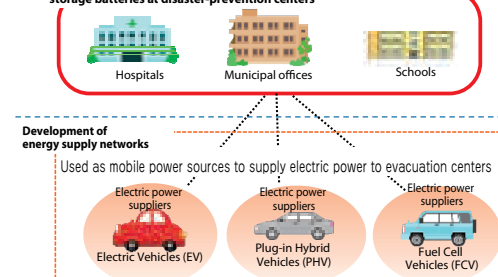 storage batteries at disaster-prevention centers
Hospitals
Municipal offices
Schools
Development of
energy supply networks
Used as mobile power sources to supply electric power to evacuation centers
Electric power
suppliers
Electric power
suppliers
Electric power
suppliers
Electric Vehicles (EV)
Plug-in Hybrid
Vehicles (PHV)
Fuel Cell
Vehicles (FCV)